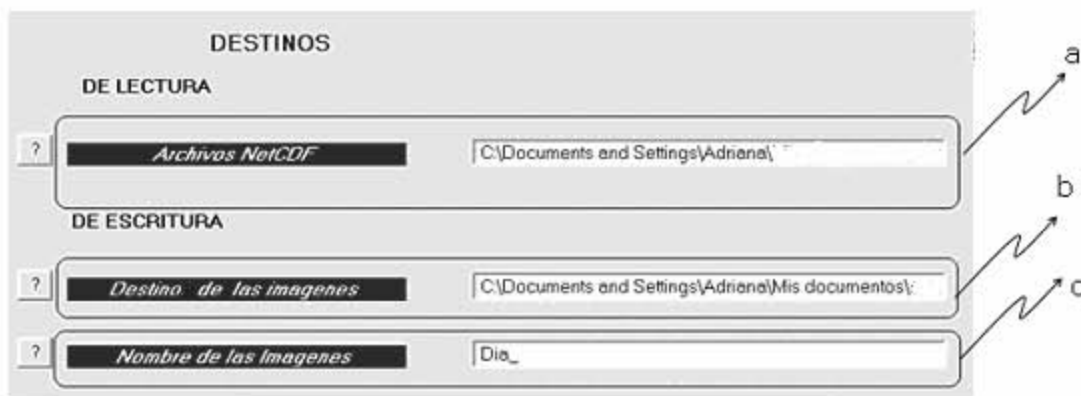 DESTINOS
DE LECTURA
? Archivos NetCDF C:\Documents and Settings\Adriana\
DE ESCRITURA
? Destino de las imagenes C:\Documents and Settings\Adriana\Mis documentos\
? Nombre de las Imagenes Dia_
a
b
c